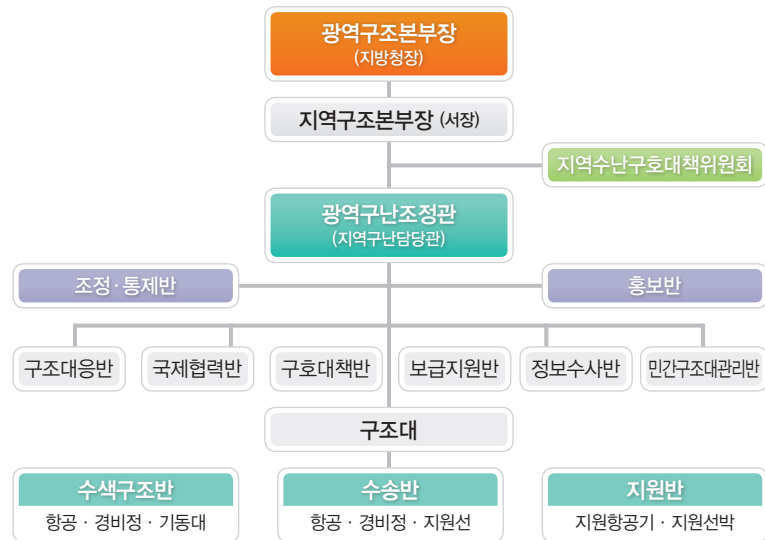 광역구조본부장
(지방청장)
지역구조본부장 (서장)
지역수난구호대책위원회
광역구난조정관
(지역구난담당관)
조정·통제반
홍보반
구조대응반
국제협력반
구호대책반
보급지원반
정보수사반
민간구조대관리반
구조대
수색구조반
항공 · 경비정 · 기동대
수송반
항공 · 경비정 · 지원선
지원반
지원항공기 · 지원선박